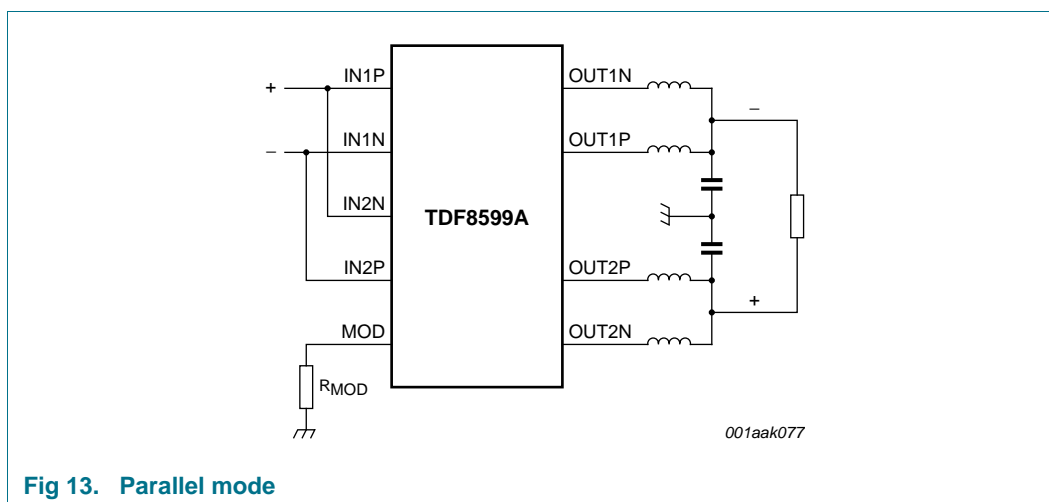 IN1P
OUT1N
+
−
IN1N
OUT1P
−
IN2N
TDF8599A
IN2P
OUT2P
+
MOD
OUT2N
RMOD
001aak077
Fig 13. Parallel mode